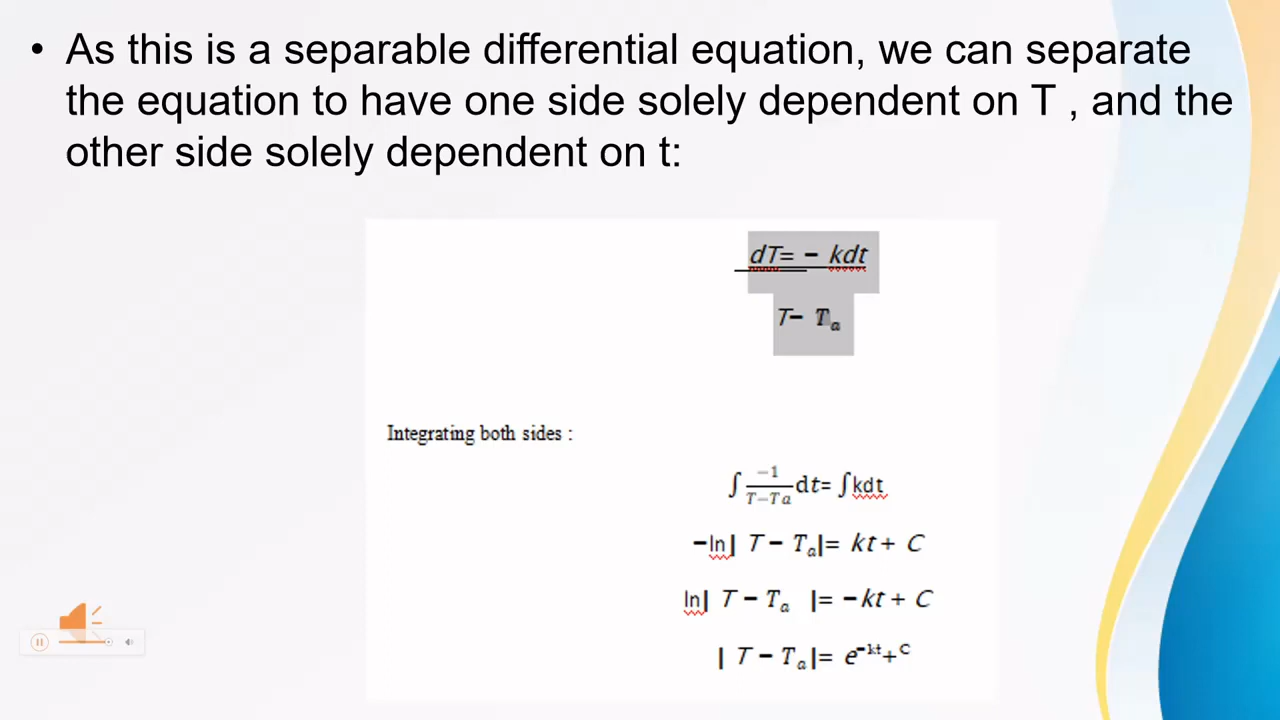 • As this is a separable differential equation, we can separate
the equation to have one side solely dependent on T , and the
other side solely dependent on t:
dT= − kdt
T− Tₐ
Integrating both sides :
∫ −1/(T−Ta) dt= ∫kdt
−ln| T − Tₐ|= kt + C
ln| T − Tₐ |= −kt + C
| T − Tₐ|= e⁻ᵏᵗ+ᶜ